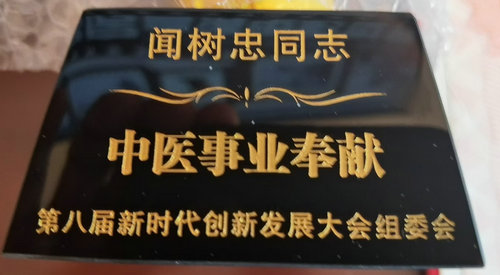 闻树忠同志
中医事业奉献
第八届新时代创新发展大会组委会